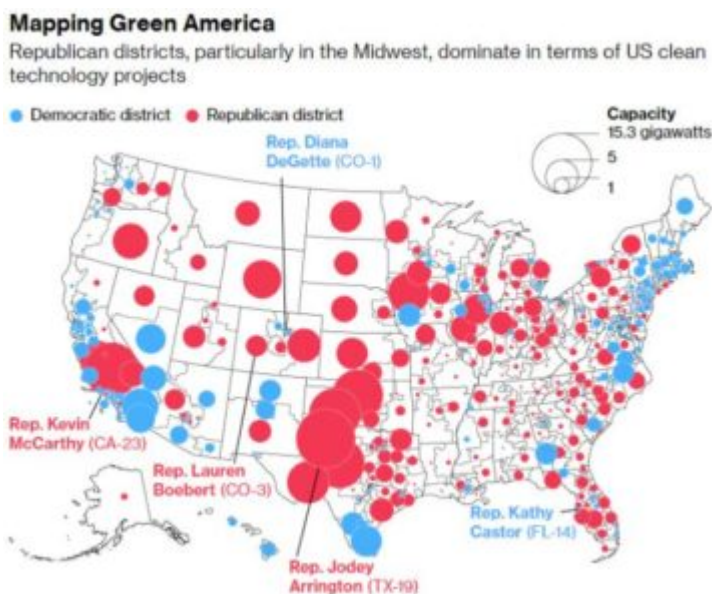 Mapping Green America
Republican districts, particularly in the Midwest, dominate in terms of US clean
technology projects
Democratic district Republican district
Capacity
15.3 gigawatts
5
1
Rep. Diana
DeGette (CO-1)
Rep. Kevin
McCarthy (CA-23)
Rep. Lauren
Boebert (CO-3)
Rep. Kathy
Castor (FL-14)
Rep. Jodey
Arrington (TX-19)